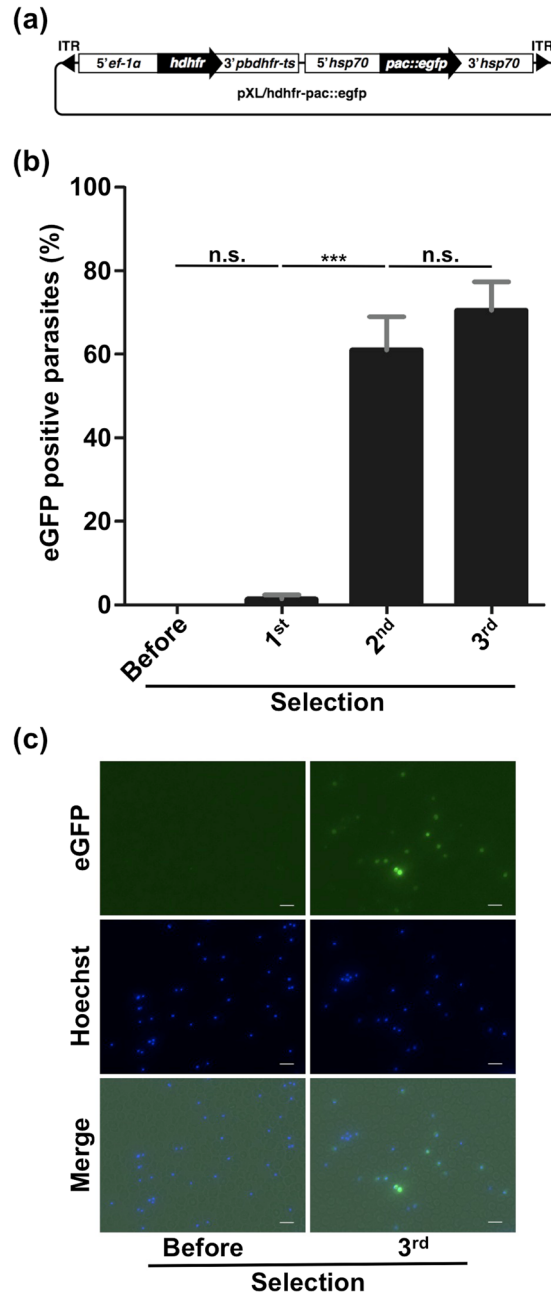 (a)
ITR ITR
5'ef-1α hdhfr 3'pbdhfr-ts 5'hsp70 pac::egfp 3'hsp70
pXL/hdhfr-pac::egfp
(b)
eGFP positive parasites (%)
100
80
60
40
20
0
n.s. *** n.s.
Before 1st 2nd 3rd
Selection
(c)
eGFP
Hoechst
Merge
Before 3rd
Selection